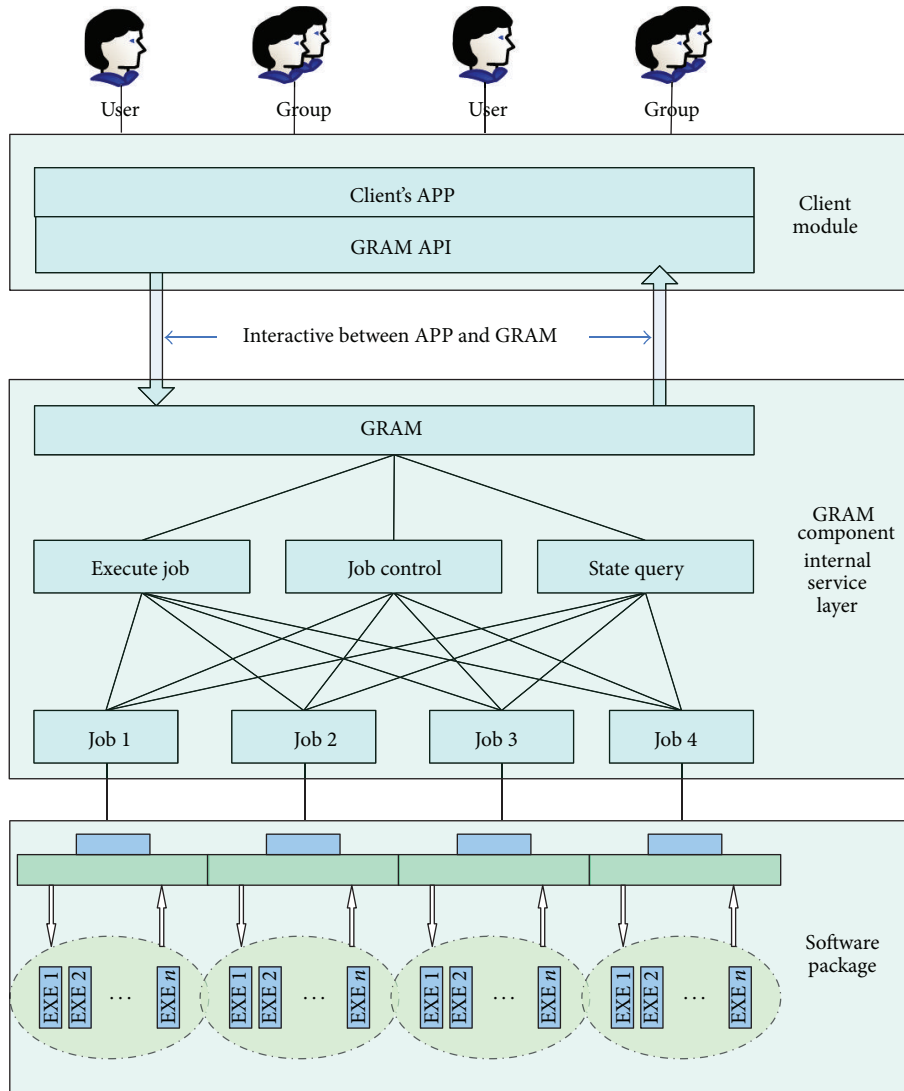 User
Group
User
Group
Client's APP
GRAM API
Client
module
Interactive between APP and GRAM
GRAM
Execute job
Job control
State query
GRAM
component
internal
service
layer
Job 1
Job 2
Job 3
Job 4
EXE 1
EXE 2
...
EXE n
EXE 1
EXE 2
...
EXE n
EXE 1
EXE 2
...
EXE n
EXE 1
EXE 2
...
EXE n
Software
package